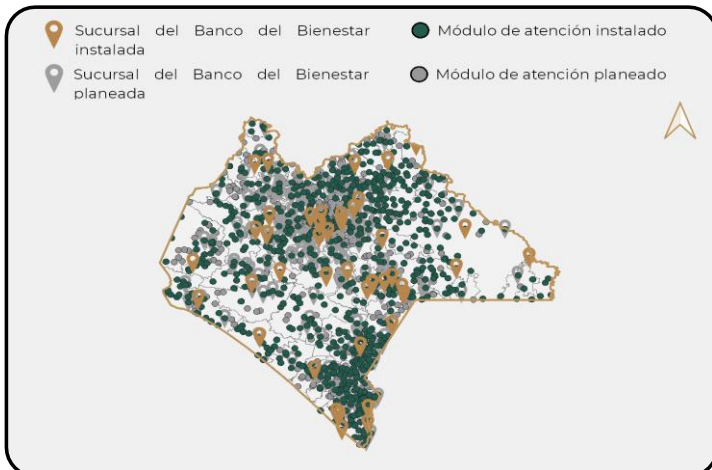 Sucursal del Banco del Bienestar
instalada
Módulo de atención instalado
Sucursal del Banco del Bienestar
planeada
Módulo de atención planeado